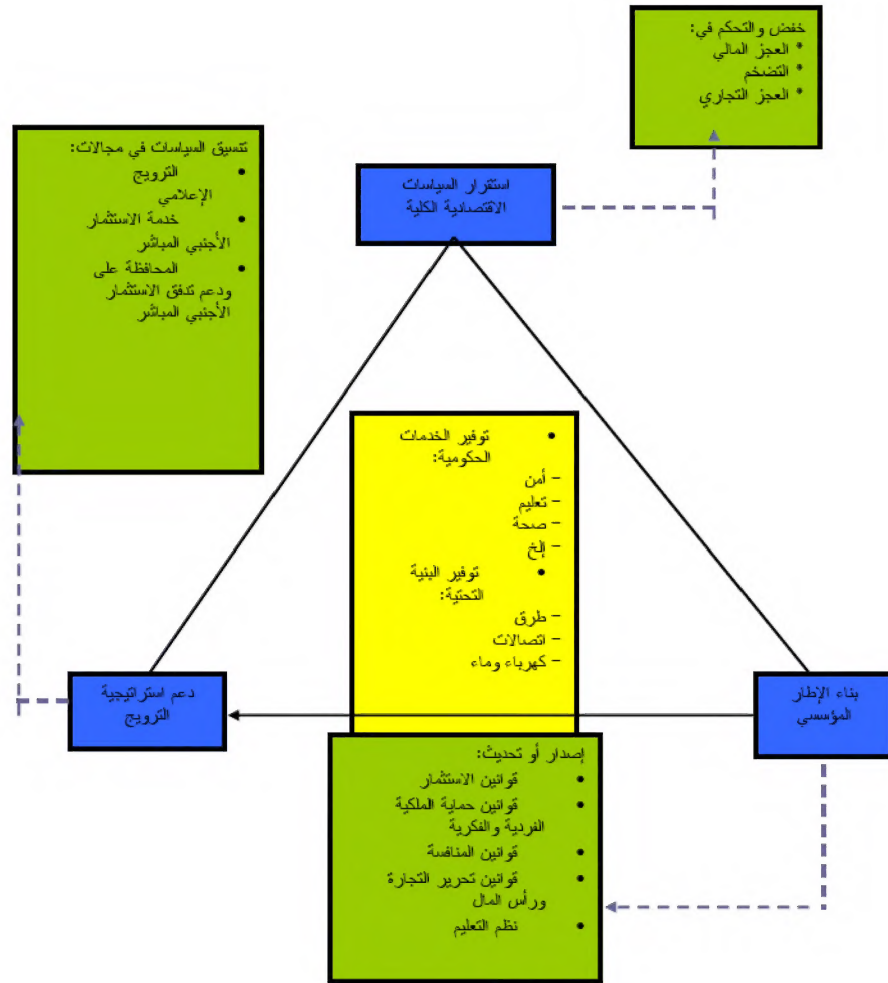 خفض والتحكم في:
* العجز المالي
* التضخم
* العجز التجاري
تنسيق السياسات في مجالات:
• الترويج
الإعلامي
• خدمة الاستثمار
الأجنبي المباشر
• المحافظة على
ودعم تدفق الاستثمار
الأجنبي المباشر
استقرار السياسات
الاقتصادية الكلية
• توفير الخدمات
الحكومية:
– أمن
– تعليم
– صحة
– إلخ
• توفير البنية
التحتية:
– طرق
– اتصالات
– كهرباء وماء
بناء الإطار
المؤسسي
دعم استراتيجية
الترويج
إصدار أو تحديث:
• قوانين الاستثمار
• قوانين حماية الملكية
الفردية والفكرية
• قوانين المنافسة
• قوانين تحرير التجارة
ورأس المال
• نظم التعليم